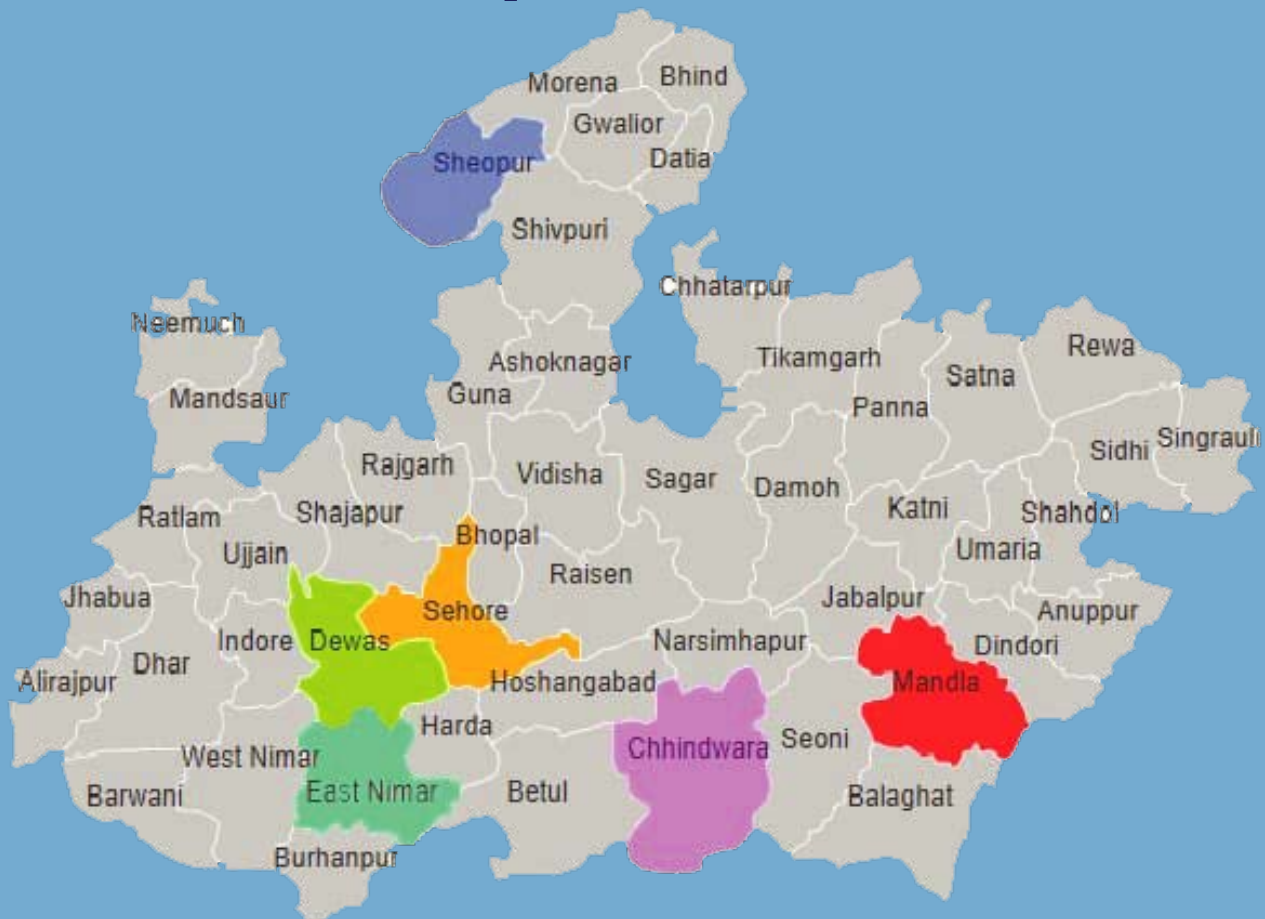 Morena
Bhind
Gwalior
Sheopur
Datia
Shivpuri
Chhatarpur
Neemuch
Ashoknagar
Tikamgarh
Rewa
Mandsaur
Guna
Satna
Panna
Rajgarh
Vidisha
Sagar
Damoh
Sidhi
Singrauli
Ratlam
Shajapur
Katni
Shahdol
Ujjain
Bhopal
Umaria
Raisen
Jhabua
Sehore
Jabalpur
Anuppur
Indore
Dewas
Narsimhapur
Dindori
Dhar
Alirajpur
Hoshangabad
Mandla
Harda
Chhindwara
Seoni
West Nimar
Barwani
East Nimar
Betul
Balaghat
Burhanpur